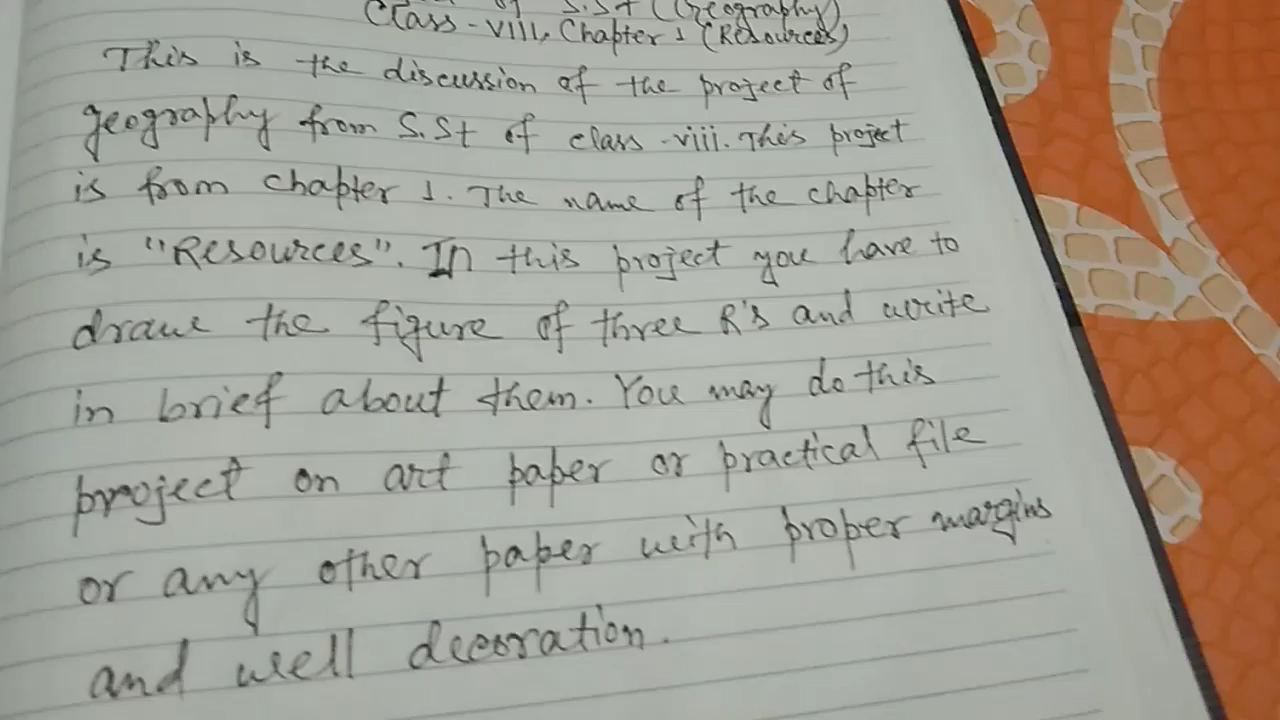 of S.St (Geography)
Class-viii, Chapter 1 (Resources)
This is the discussion of the project of
geography from S.St of class-viii. This project
is from chapter 1. The name of the chapter
is "Resources". In this project you have to
draw the figure of three R's and write
in brief about them. You may do this
project on art paper or practical file
or any other paper with proper margins
and well decoration.